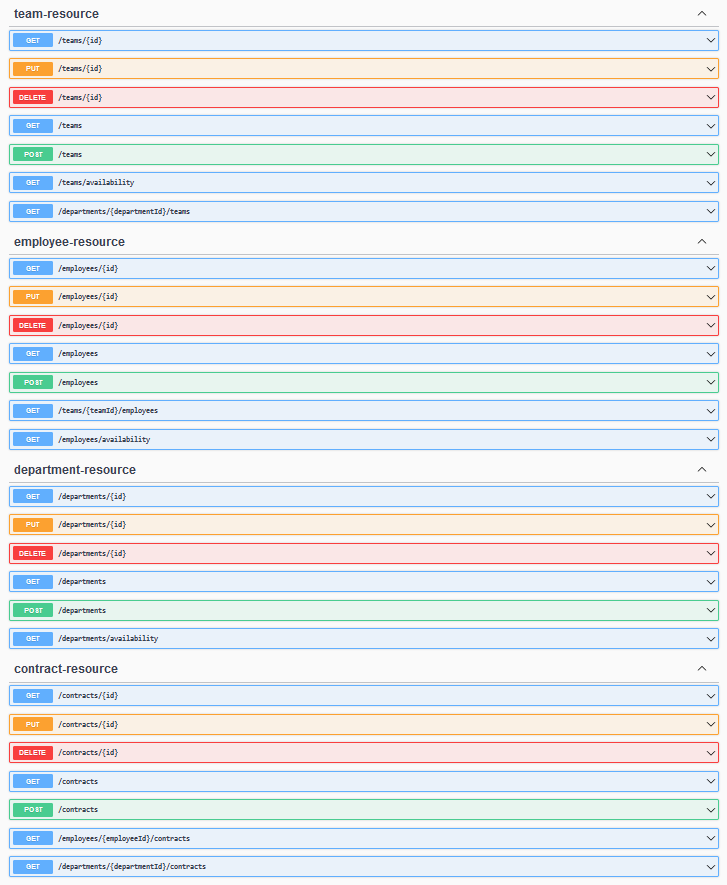 team-resource
GET /teams/{id}
PUT /teams/{id}
DELETE /teams/{id}
GET /teams
POST /teams
GET /teams/availability
GET /departments/{departmentId}/teams
employee-resource
GET /employees/{id}
PUT /employees/{id}
DELETE /employees/{id}
GET /employees
POST /employees
GET /teams/{teamId}/employees
GET /employees/availability
department-resource
GET /departments/{id}
PUT /departments/{id}
DELETE /departments/{id}
GET /departments
POST /departments
GET /departments/availability
contract-resource
GET /contracts/{id}
PUT /contracts/{id}
DELETE /contracts/{id}
GET /contracts
POST /contracts
GET /employees/{employeeId}/contracts
GET /departments/{departmentId}/contracts